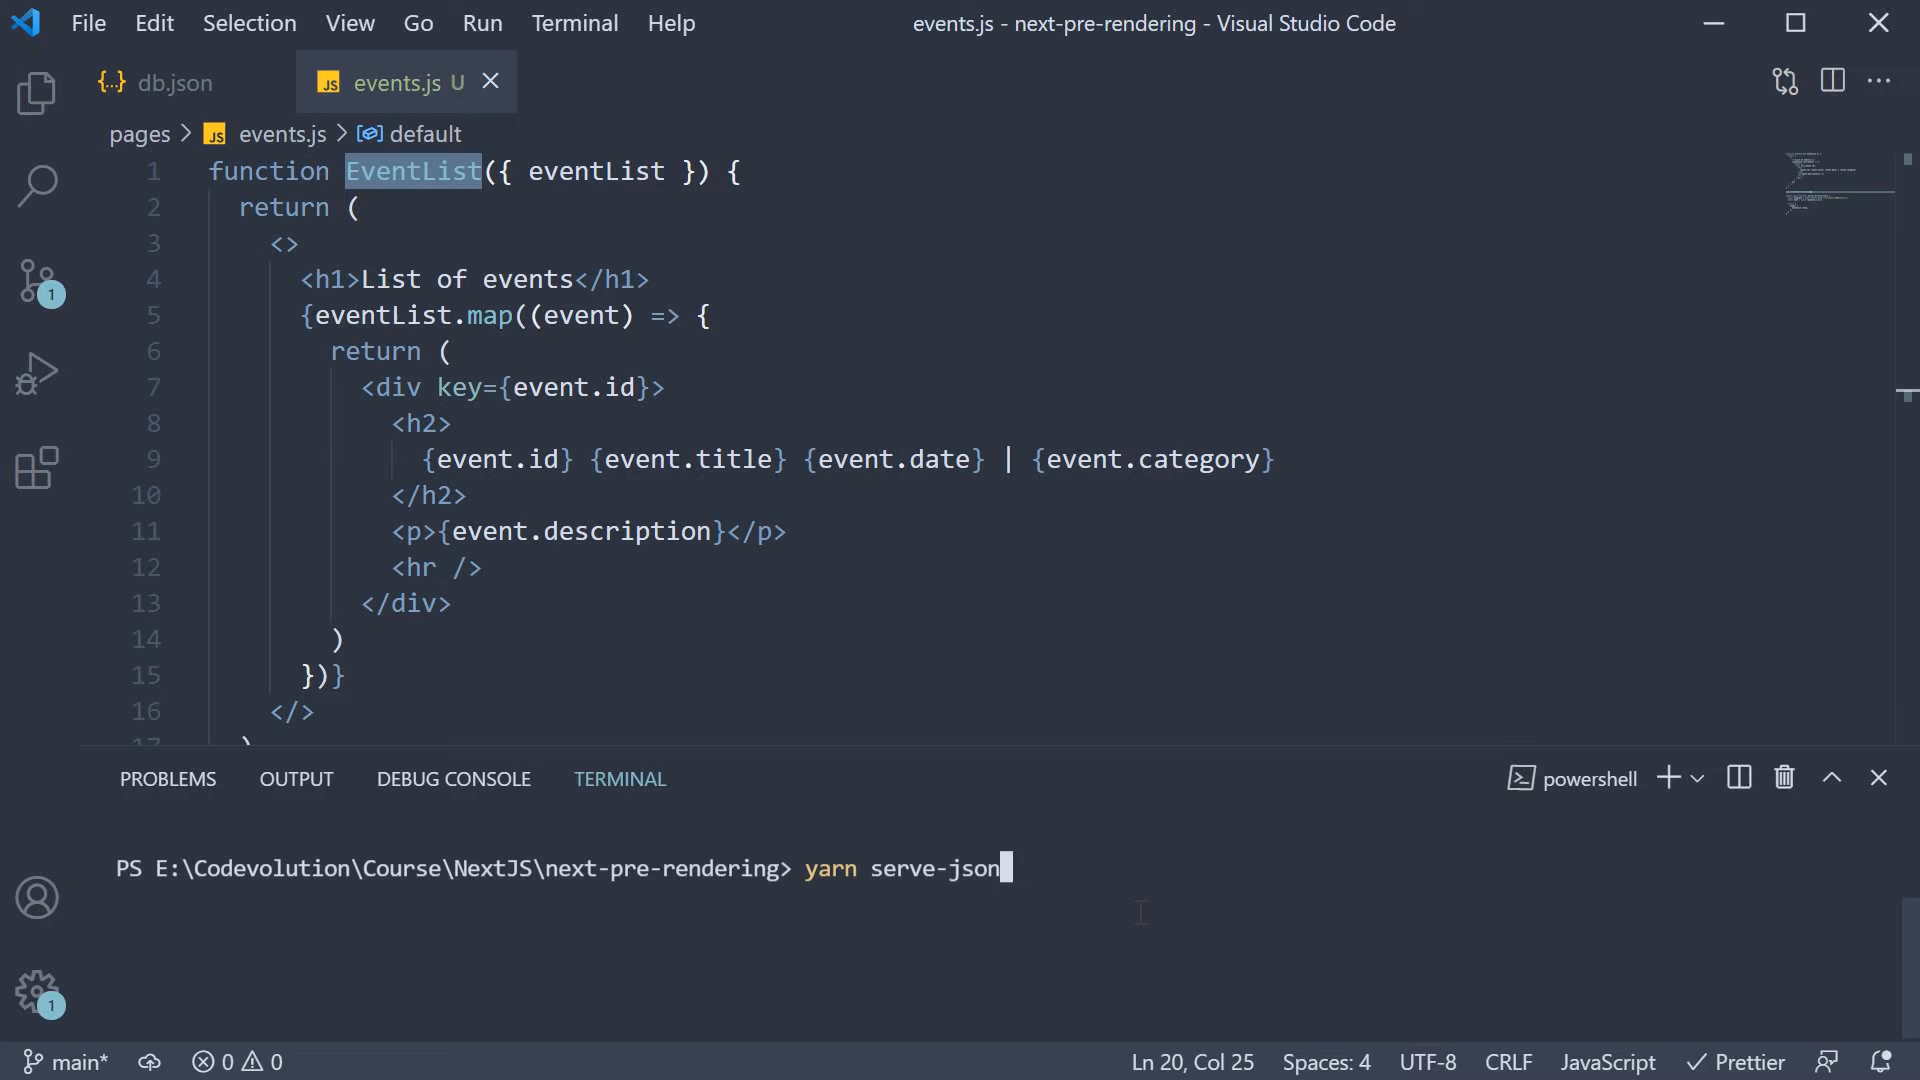 File Edit Selection View Go Run Terminal Help events.js - next-pre-rendering - Visual Studio Code
{..} db.json JS events.js U
pages > JS events.js > default
1 function EventList({ eventList }) {
2 return (
3 <>
4 <h1>List of events</h1>
5 {eventList.map((event) => {
6 return (
7 <div key={event.id}>
8 <h2>
9 {event.id} {event.title} {event.date} | {event.category}
10 </h2>
11 <p>{event.description}</p>
12 <hr />
13 </div>
14 )
15 })}
16 </>
17 )
PROBLEMS OUTPUT DEBUG CONSOLE TERMINAL powershell
PS E:\Codevolution\Course\NextJS\next-pre-rendering> yarn serve-json
1
1
main* 0 0 Ln 20, Col 25 Spaces: 4 UTF-8 CRLF JavaScript Prettier